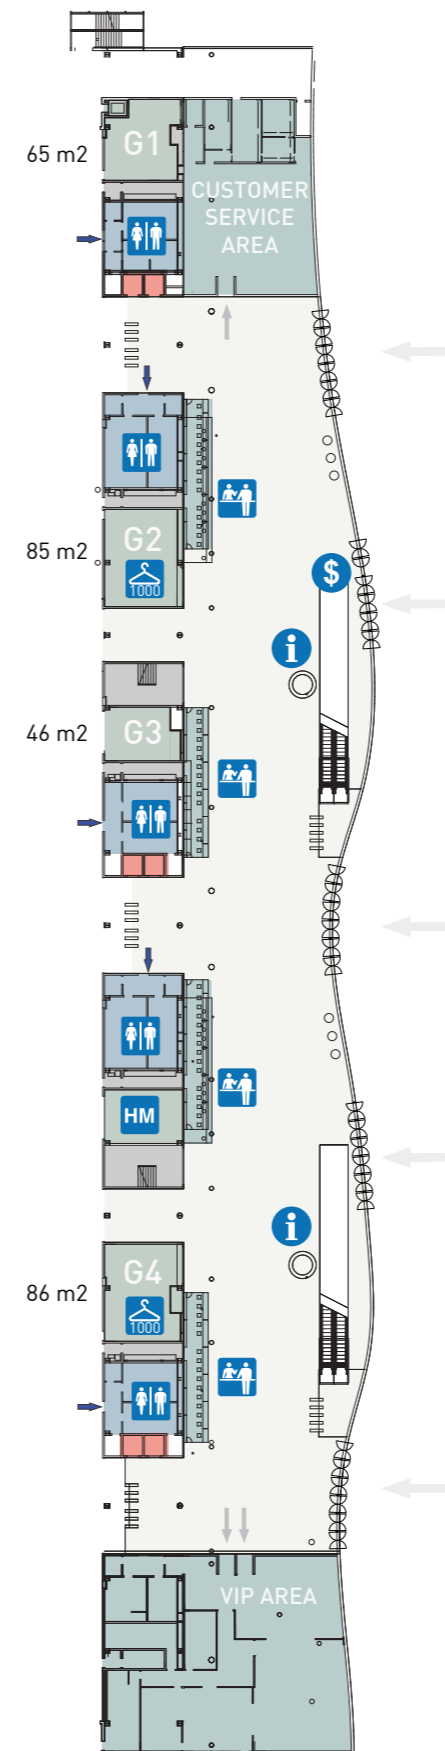 65 m2
G1
CUSTOMER
SERVICE
AREA
85 m2
G2
1000
$
i
46 m2
G3
HM
i
86 m2
G4
1000
VIP AREA